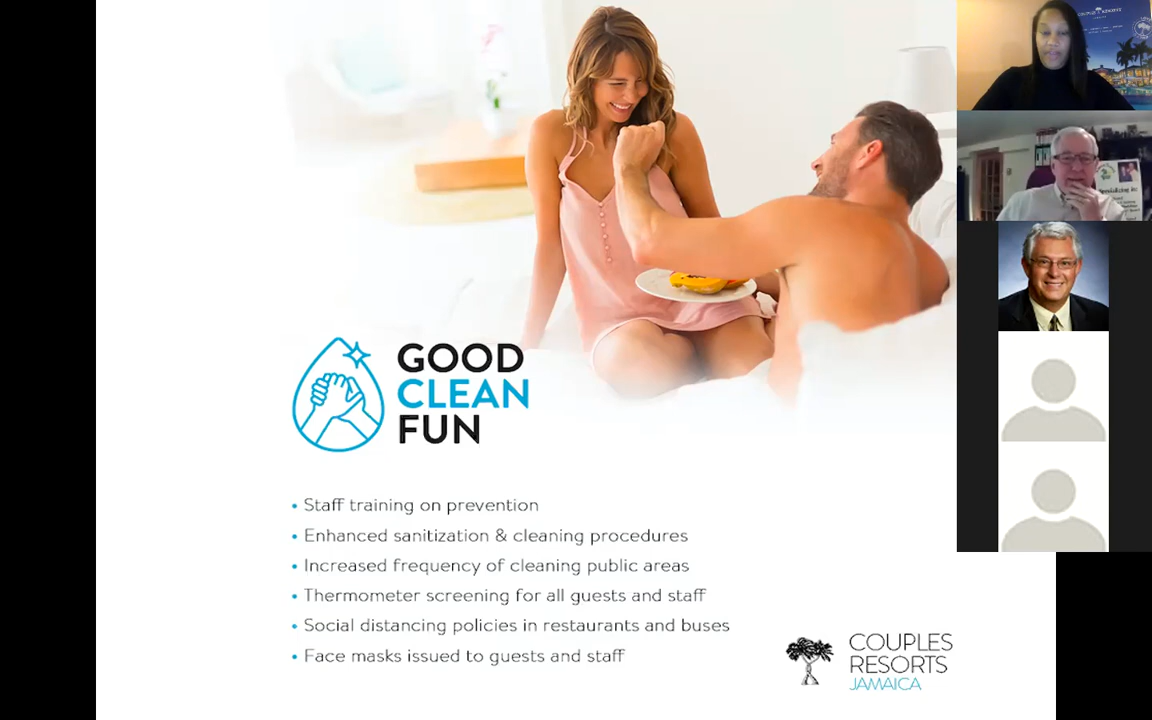 GOOD
CLEAN
FUN
• Staff training on prevention
• Enhanced sanitization & cleaning procedures
• Increased frequency of cleaning public areas
• Thermometer screening for all guests and staff
• Social distancing policies in restaurants and buses
• Face masks issued to guests and staff
COUPLES
RESORTS
JAMAICA
Specializing in: